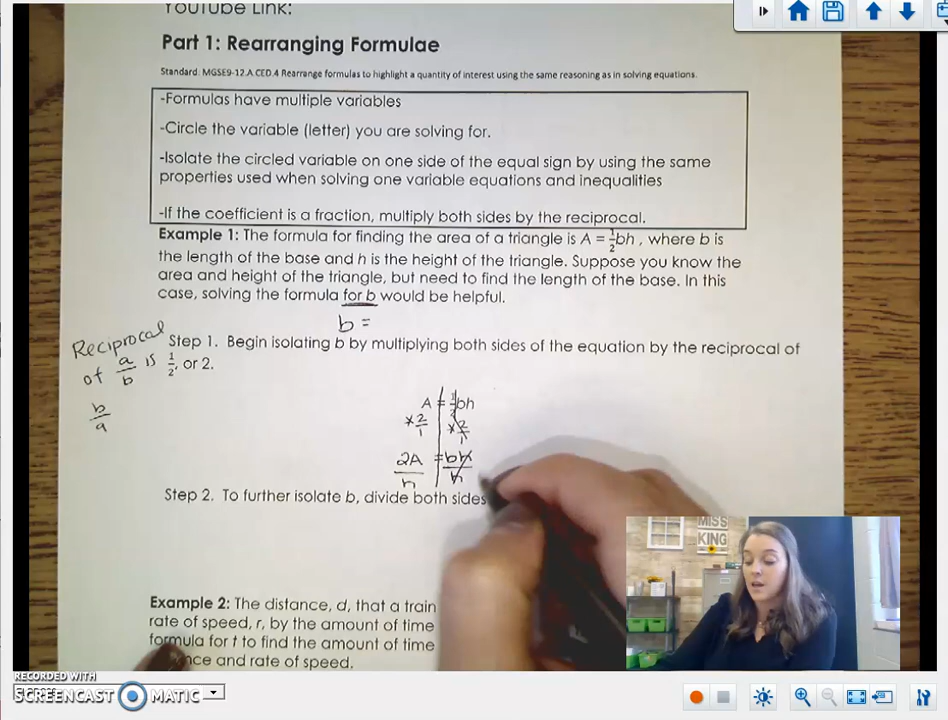 YOUTUBE LINK:
Part 1: Rearranging Formulae
Standard: MGSE9-12.A.CED.4 Rearrange formulas to highlight a quantity of interest using the same reasoning as in solving equations.
-Formulas have multiple variables
-Circle the variable (letter) you are solving for.
-Isolate the circled variable on one side of the equal sign by using the same
properties used when solving one variable equations and inequalities
-If the coefficient is a fraction, multiply both sides by the reciprocal.
Example 1: The formula for finding the area of a triangle is A = 1/2 bh , where b is
the length of the base and h is the height of the triangle. Suppose you know the
area and height of the triangle, but need to find the length of the base. In this
case, solving the formula for b would be helpful.
b =
Reciprocal
of a/b is
b/a
Step 1. Begin isolating b by multiplying both sides of the equation by the reciprocal of
1/2, or 2.
A = 1/2 bh
×2/1 ×2/1
2A/h = bh/h
Step 2. To further isolate b, divide both sides
MISS
KING
Example 2: The distance, d, that a train
rate of speed, r, by the amount of time
formula for t to find the amount of time
nce and rate of speed.
RECORDED WITH
SCREENCAST MATIC